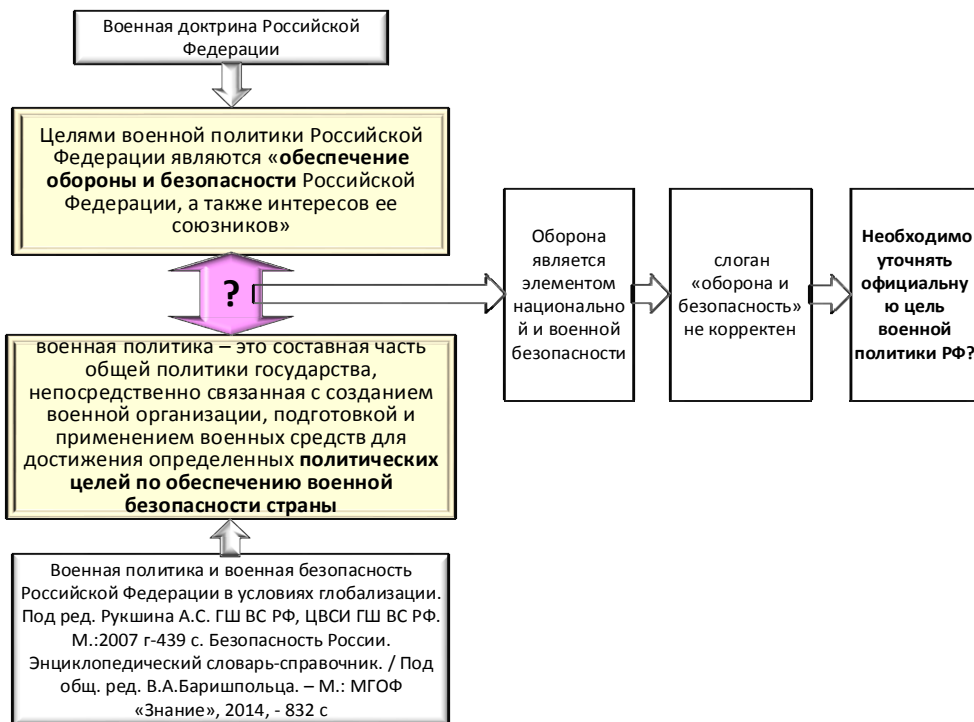 Военная доктрина Российской
Федерации
Целями военной политики Российской
Федерации являются «обеспечение
обороны и безопасности Российской
Федерации, а также интересов ее
союзников»
?
Оборона
является
элементом
национально
й и военной
безопасности
слоган
«оборона и
безопасность»
не корректен
Необходимо
уточнять
официальну
ю цель
военной
политики РФ?
военная политика – это составная часть
общей политики государства,
непосредственно связанная с созданием
военной организации, подготовкой и
применением военных средств для
достижения определенных политических
целей по обеспечению военной
безопасности страны
Военная политика и военная безопасность
Российской Федерации в условиях глобализации.
Под ред. Рукшина А.С. ГШ ВС РФ, ЦВСИ ГШ ВС РФ.
М.:2007 г-439 с. Безопасность России.
Энциклопедический словарь-справочник. / Под
общ. ред. В.А.Баришпольца. – М.: МГОФ
«Знание», 2014, - 832 с